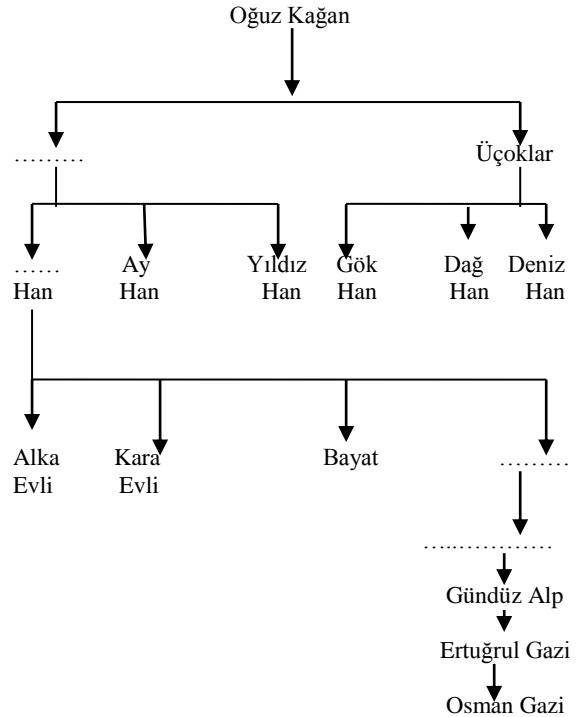 Oğuz Kağan
……… Üçoklar
…… Ay Yıldız Gök Dağ Deniz
Han Han Han Han Han Han
Alka Kara Bayat ………
Evli Evli
…..…………
Gündüz Alp
Ertuğrul Gazi
Osman Gazi